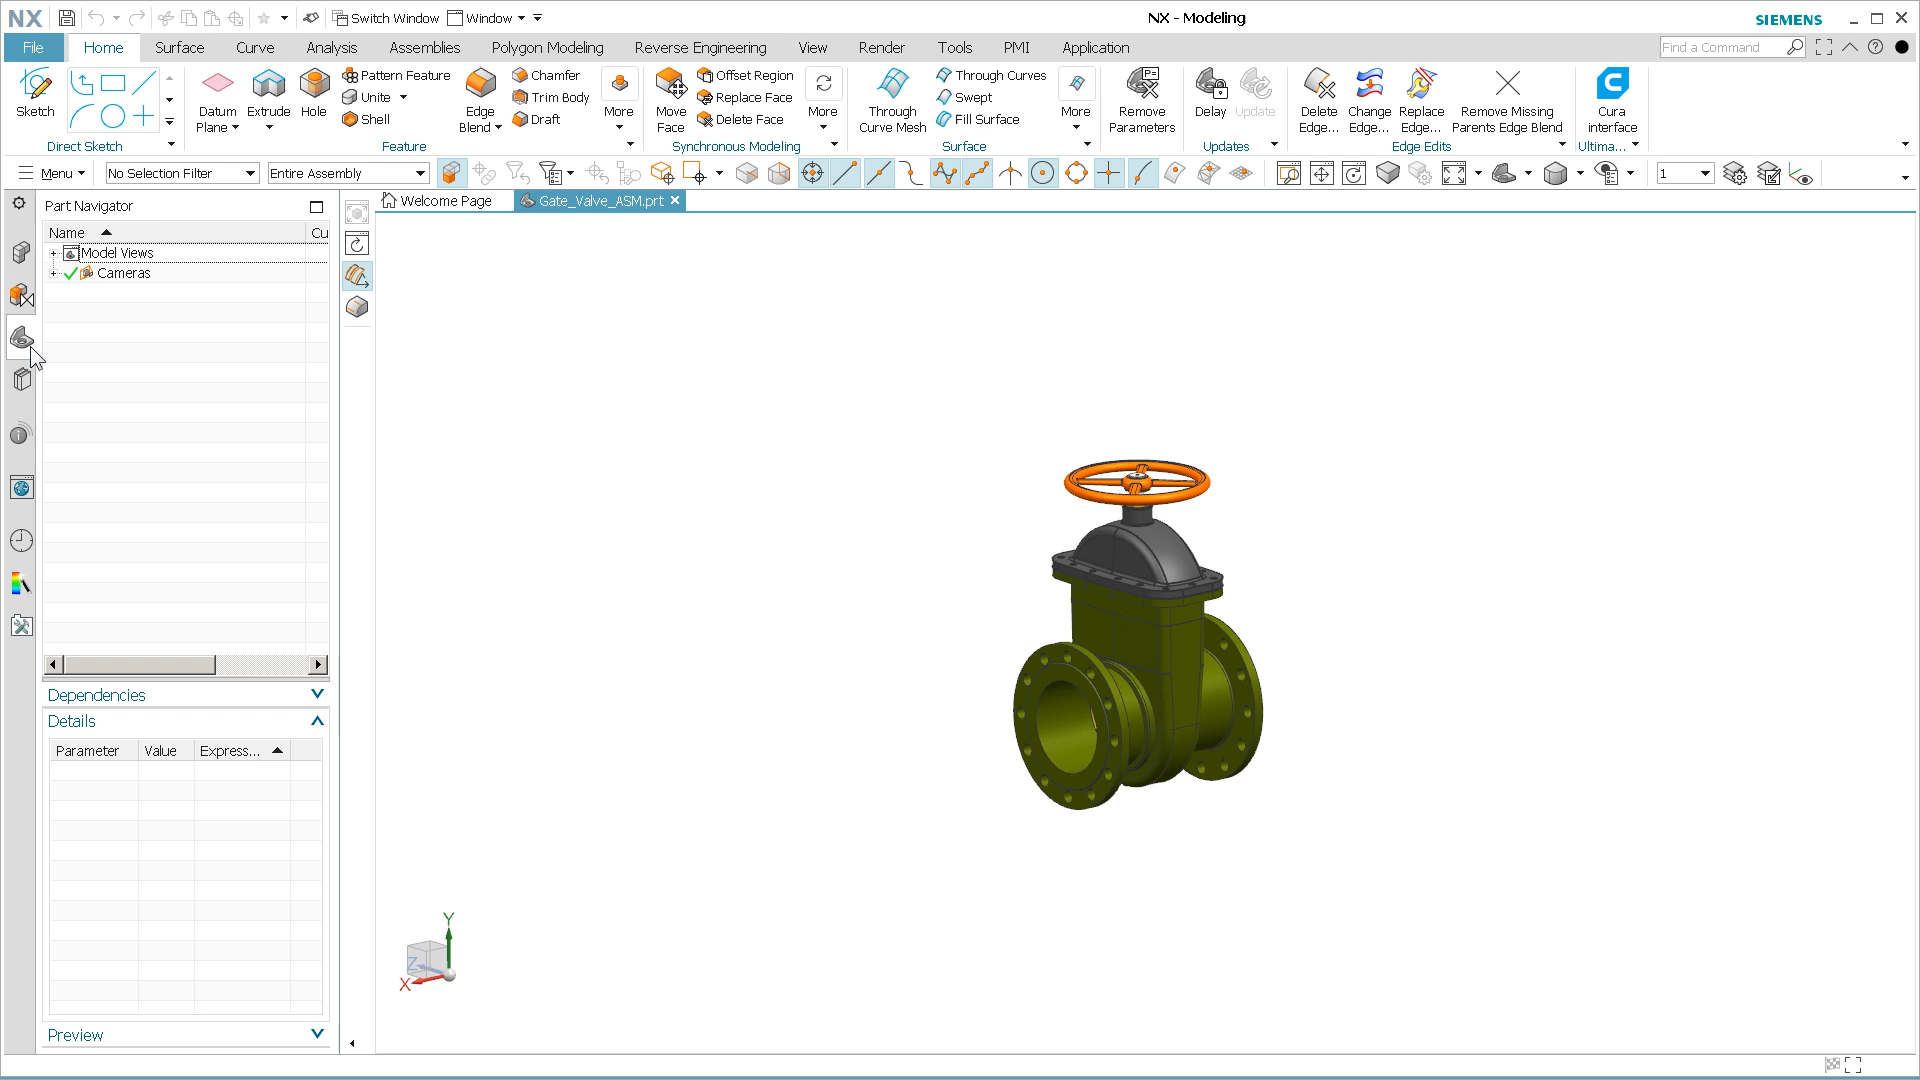 NX Switch Window Window NX - Modeling SIEMENS
File Home Surface Curve Analysis Assemblies Polygon Modeling Reverse Engineering View Render Tools PMI Application Find a Command
Sketch
Direct Sketch
Datum Plane
Extrude
Hole
Pattern Feature
Unite
Shell
Edge Blend
Chamfer
Trim Body
Draft
More
Feature
Move Face
Offset Region
Replace Face
Delete Face
More
Synchronous Modeling
Through Curve Mesh
Through Curves
Swept
Fill Surface
More
Surface
Remove Parameters
Delay
Update
Updates
Delete Edge...
Change Edge...
Replace Edge...
Remove Missing Parents Edge Blend
Edge Edits
Cura interface
Ultima...
Menu No Selection Filter Entire Assembly 1
Part Navigator
Welcome Page Gate_Valve_ASM.prt
Name Cu
Model Views
Cameras
Dependencies
Details
Parameter Value Express...
Preview
Y
Z
X